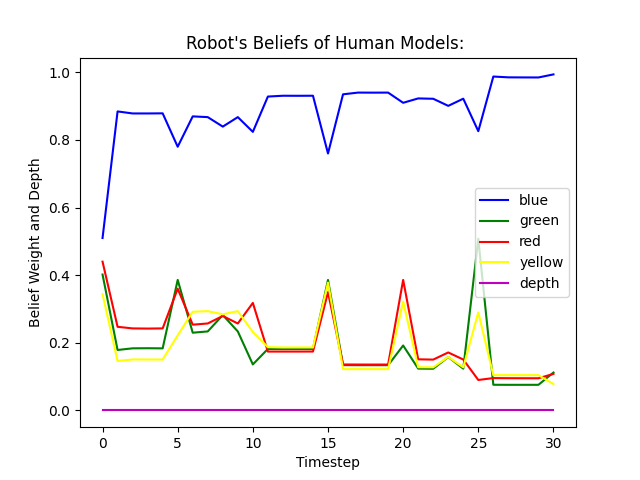 Robot's Beliefs of Human Models:
Belief Weight and Depth
1.0
0.8
0.6
0.4
0.2
0.0
blue
green
red
yellow
depth
0 5 10 15 20 25 30
Timestep